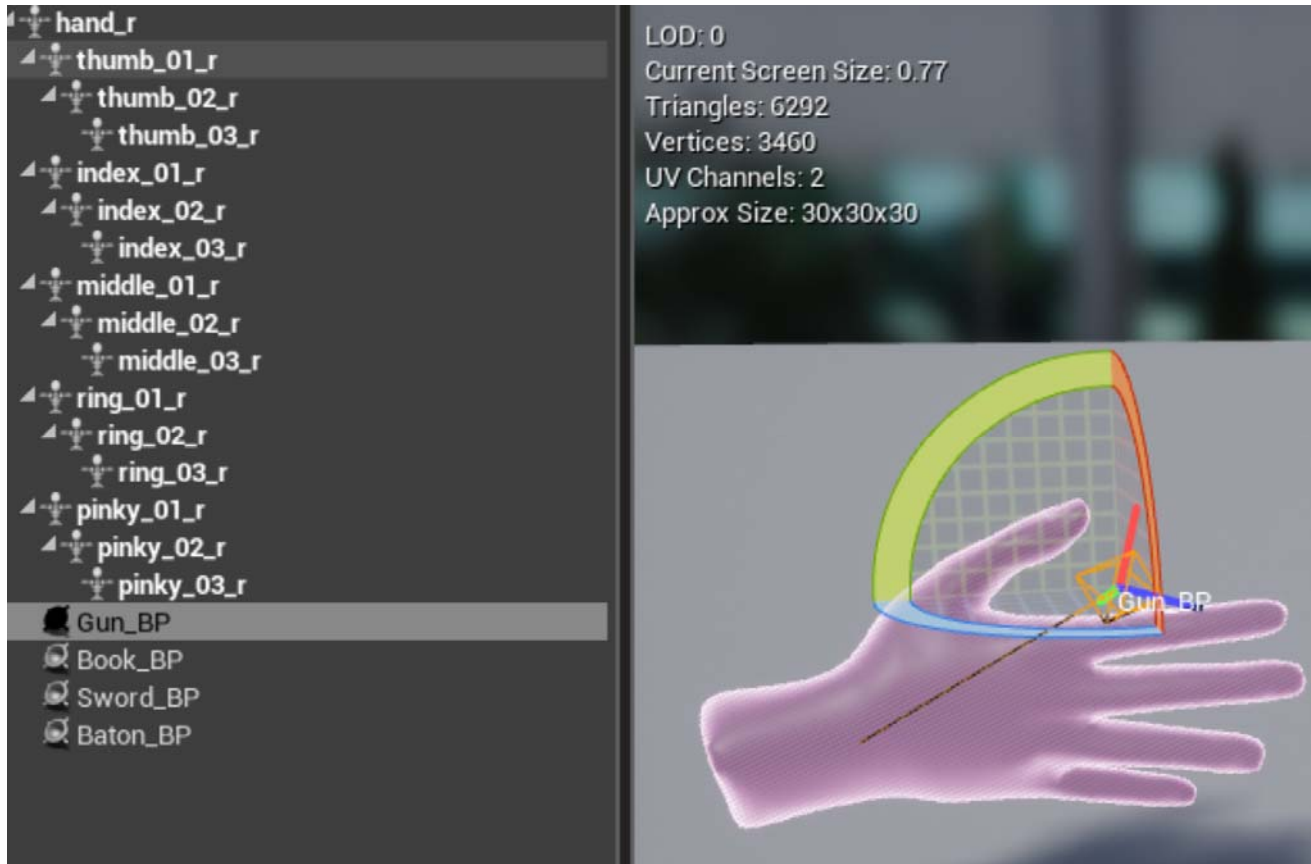 hand_r
thumb_01_r
thumb_02_r
thumb_03_r
index_01_r
index_02_r
index_03_r
middle_01_r
middle_02_r
middle_03_r
ring_01_r
ring_02_r
ring_03_r
pinky_01_r
pinky_02_r
pinky_03_r
Gun_BP
Book_BP
Sword_BP
Baton_BP
LOD: 0
Current Screen Size: 0.77
Triangles: 6292
Vertices: 3460
UV Channels: 2
Approx Size: 30x30x30
Gun_BP